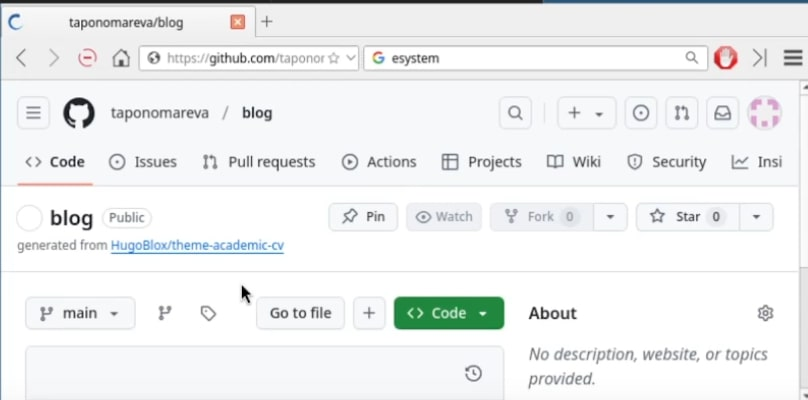 taponomareva/blog
https://github.com/taponor
esystem
taponomareva / blog
Code Issues Pull requests Actions Projects Wiki Security Insi
blog Public Pin Watch Fork 0 Star 0
generated from HugoBlox/theme-academic-cv
main Go to file Code About
No description, website, or topics
provided.